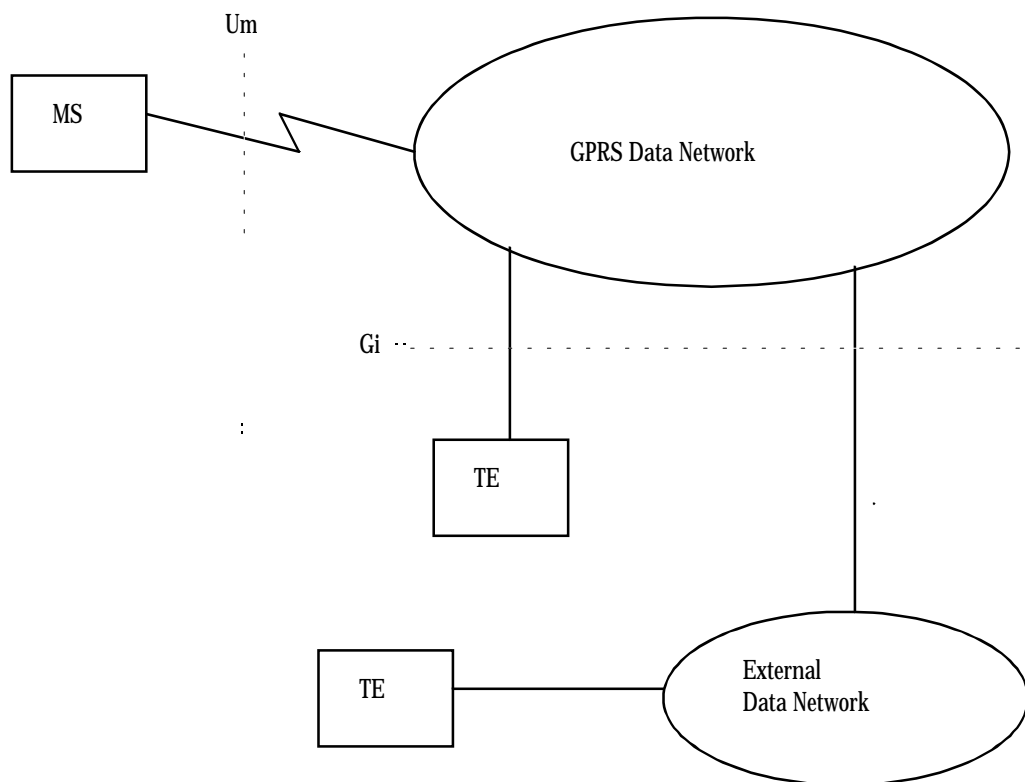 Um
MS
GPRS Data Network
Gi
TE
TE
External
Data Network